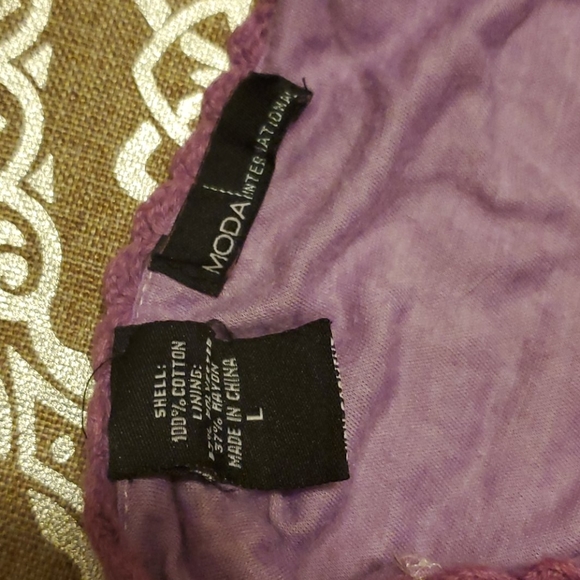 MODA INTERNATIONAL
SHELL:
100% COTTON
LINING:
37% RAYON
MADE IN CHINA
L